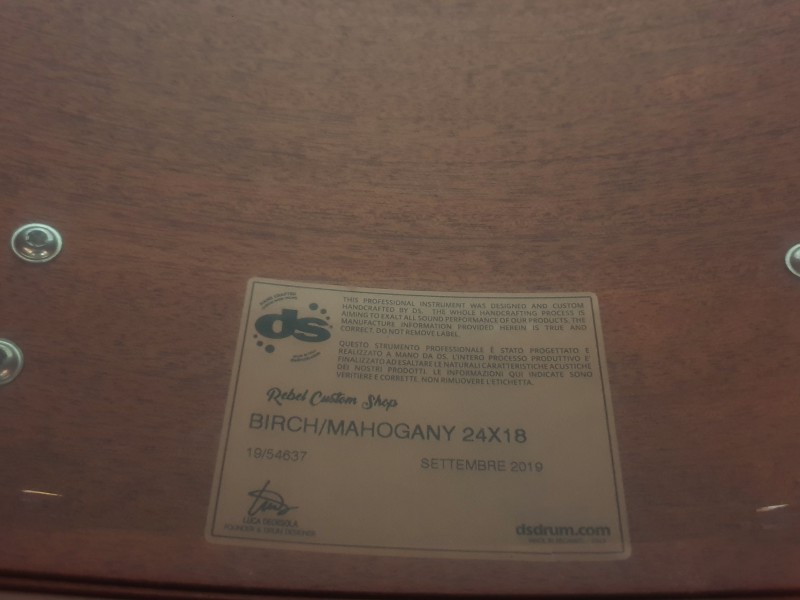 ds
THIS PROFESSIONAL INSTRUMENT WAS DESIGNED AND CUSTOM
HANDCRAFTED BY DS. THE WHOLE HANDCRAFTING PROCESS IS
AIMING TO EXALT ALL SOUND PERFORMANCE OF OUR PRODUCTS. THE
MANUFACTURE INFORMATION PROVIDED HEREIN IS TRUE AND
CORRECT. DO NOT REMOVE LABEL.
QUESTO STRUMENTO PROFESSIONALE È STATO PROGETTATO E
REALIZZATO A MANO DA DS. L'INTERO PROCESSO PRODUTTIVO E'
FINALIZZATO AD ESALTARE LE NATURALI CARATTERISTICHE ACUSTICHE
DEI NOSTRI PRODOTTI. LE INFORMAZIONI QUI INDICATE SONO
VERITIERE E CORRETTE. NON RIMUOVERE L'ETICHETTA.
Rebel Custom Shop
BIRCH/MAHOGANY 24X18
19/54637
SETTEMBRE 2019
LUCA
FOUNDER & DRUM DESIGNER
dsdrum.com